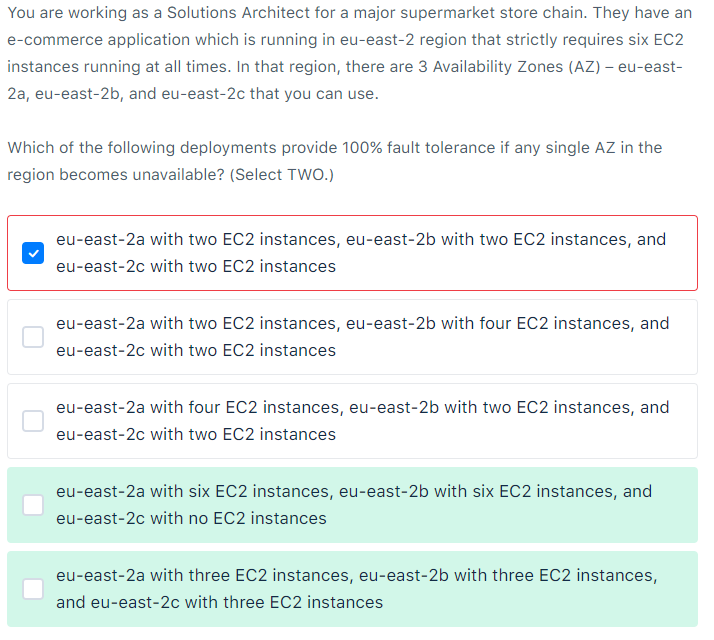 You are working as a Solutions Architect for a major supermarket store chain. They have an
e-commerce application which is running in eu-east-2 region that strictly requires six EC2
instances running at all times. In that region, there are 3 Availability Zones (AZ) – eu-east-
2a, eu-east-2b, and eu-east-2c that you can use.
Which of the following deployments provide 100% fault tolerance if any single AZ in the
region becomes unavailable? (Select TWO.)
eu-east-2a with two EC2 instances, eu-east-2b with two EC2 instances, and
eu-east-2c with two EC2 instances
eu-east-2a with two EC2 instances, eu-east-2b with four EC2 instances, and
eu-east-2c with two EC2 instances
eu-east-2a with four EC2 instances, eu-east-2b with two EC2 instances, and
eu-east-2c with two EC2 instances
eu-east-2a with six EC2 instances, eu-east-2b with six EC2 instances, and
eu-east-2c with no EC2 instances
eu-east-2a with three EC2 instances, eu-east-2b with three EC2 instances,
and eu-east-2c with three EC2 instances